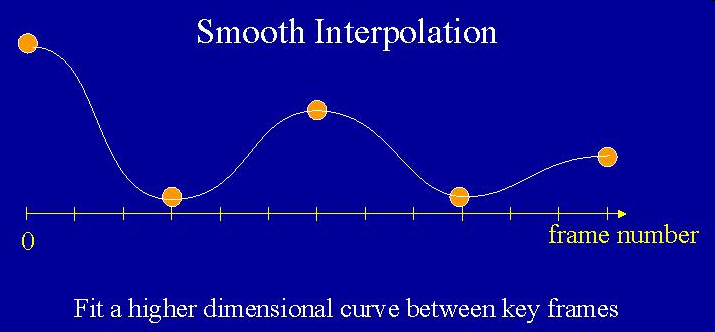 Smooth Interpolation
0
frame number
Fit a higher dimensional curve between key frames